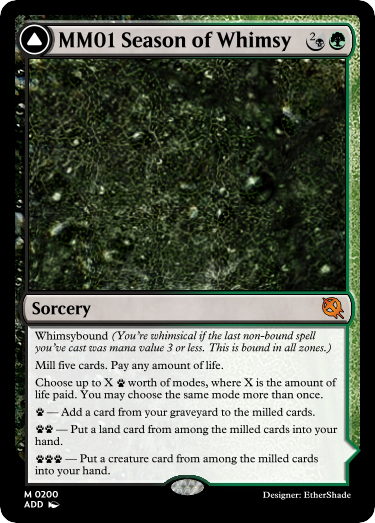 MM01 Season of Whimsy
2
Sorcery
Whimsybound (You're whimsical if the last non-bound spell
you've cast was mana value 3 or less. This is bound in all zones.)
Mill five cards. Pay any amount of life.
Choose up to X worth of modes, where X is the amount
of life paid. You may choose the same mode more than once.
— Add a card from your graveyard to the milled cards.
— Put a land card from among the milled cards into your
hand.
— Put a creature card from among the milled cards
into your hand.
M 0200
ADD
Designer: EtherShade